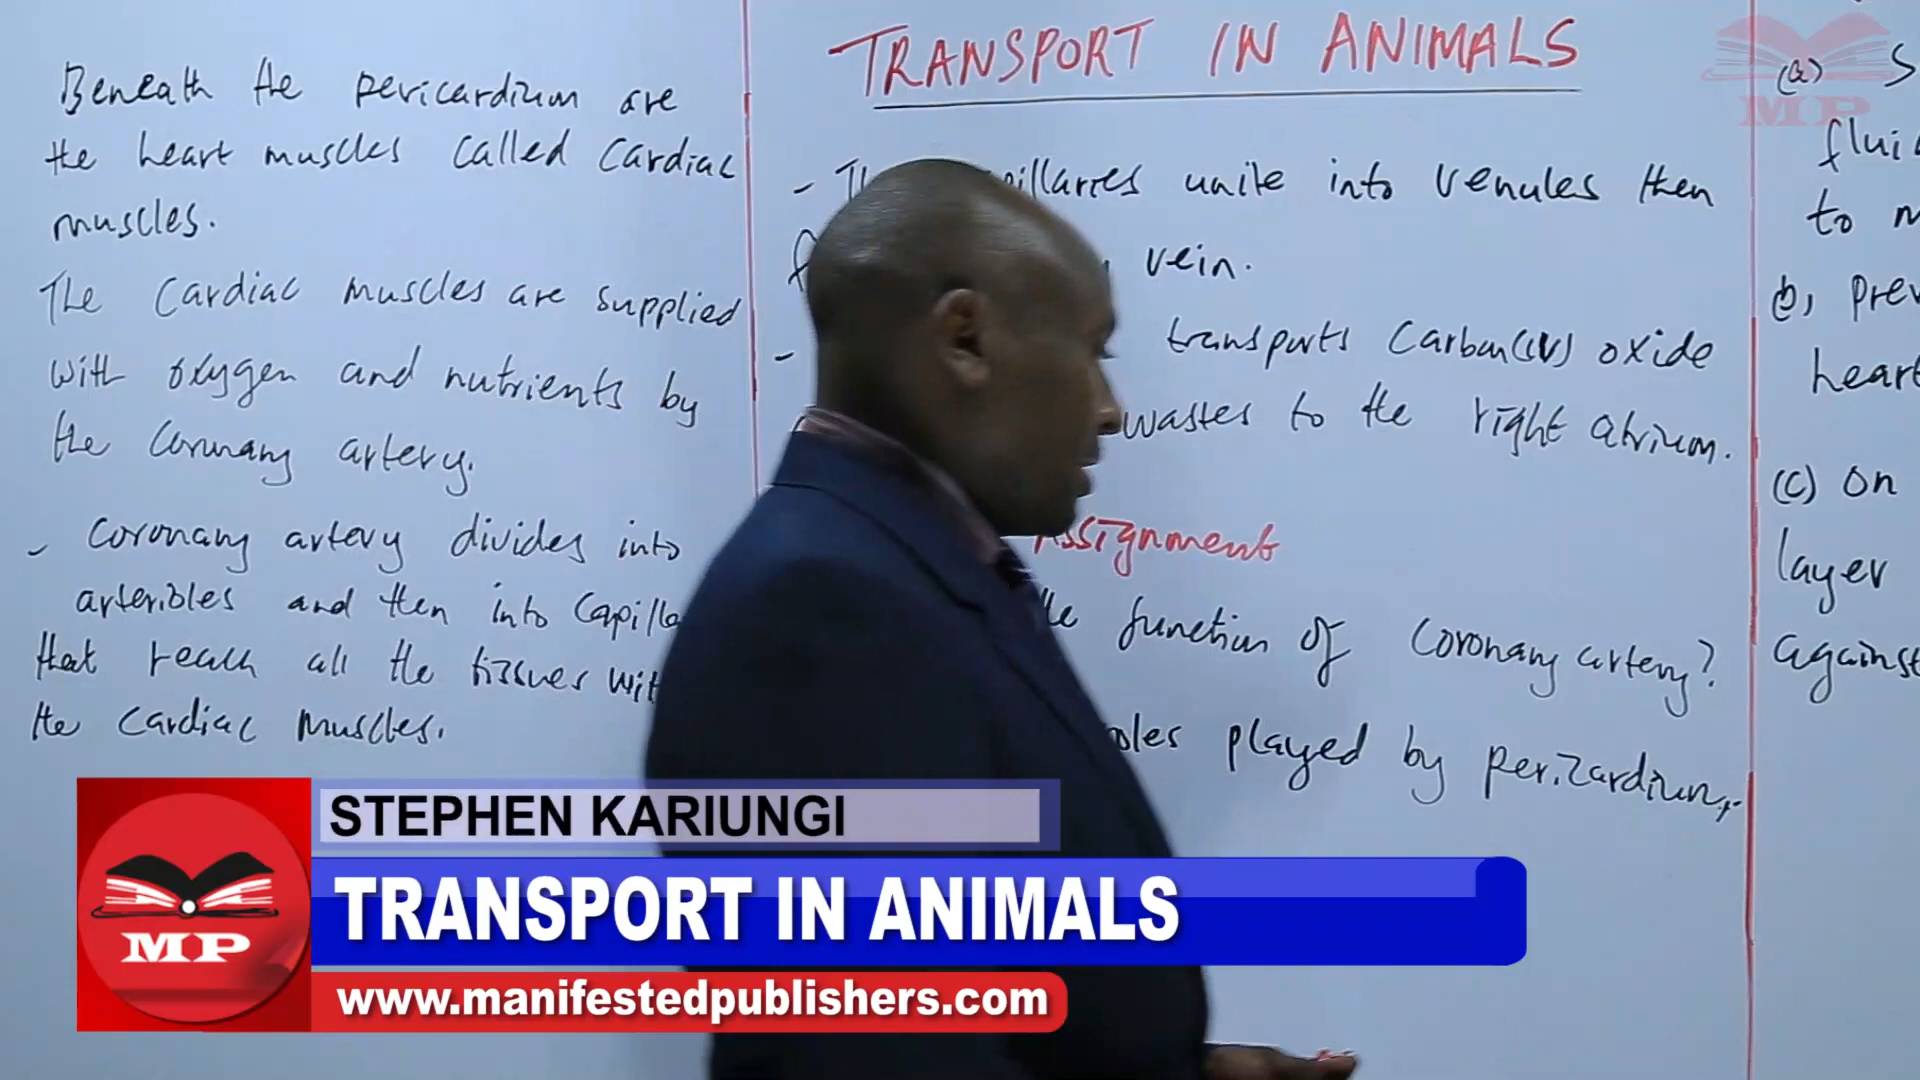 Beneath the pericardium are
the heart muscles called cardiac
muscles.
The cardiac muscles are supplied
with oxygen and nutrients by
the coronary artery.
- coronary artery divides into
arterioles and then into
that reach all the tissues
the cardiac muscles.
TRANSPORT IN ANIMALS
- unite into venules then
vein.
- transports Carbon(IV) oxide
wastes to the right atrium.
Assignment
function of coronary artery?
played by pericardium
(a) S
to
(b)
heart
(c) on
layer
against
MP
STEPHEN KARIUNGI
TRANSPORT IN ANIMALS
MP
www.manifestedpublishers.com